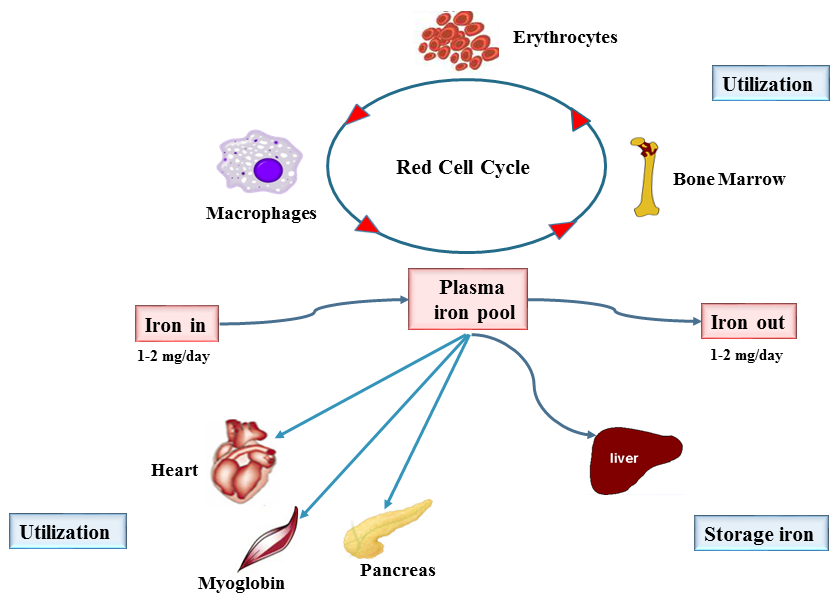 Erythrocytes
Utilization
Red Cell Cycle
Bone Marrow
Macrophages
Plasma
iron pool
Iron in
1-2 mg/day
Iron out
1-2 mg/day
liver
Heart
Utilization
Storage iron
Pancreas
Myoglobin